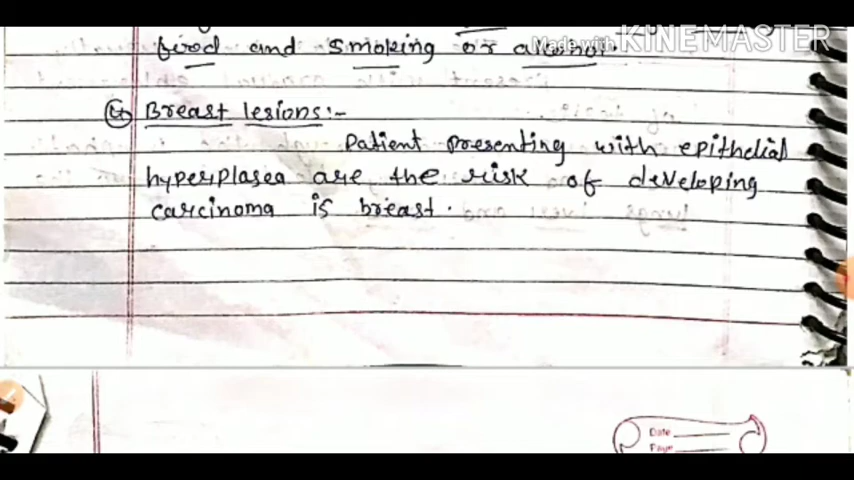 food and smoking or alcohol.
Made with KINEMASTER
G Breast lesions:-
Patient presenting with epithelial
hyperplasea are the risk of developing
carcinoma is breast.
Date
Page